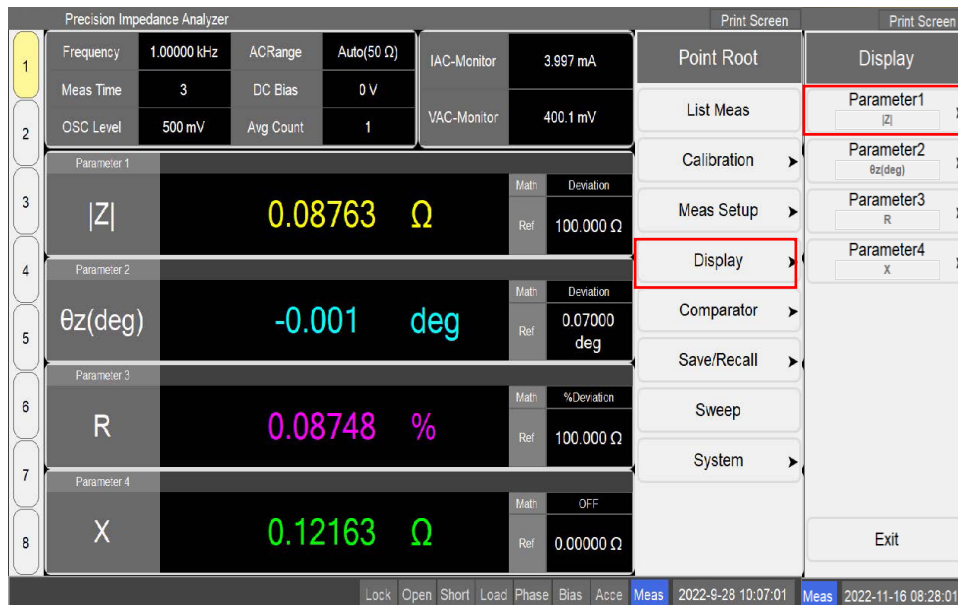 Precision Impedance Analyzer
Print Screen
Print Screen
1
2
3
4
5
6
7
8
Frequency 1.00000 kHz ACRange Auto(50 Ω)
Meas Time 3 DC Bias 0 V
OSC Level 500 mV Avg Count 1
IAC-Monitor 3.997 mA
VAC-Monitor 400.1 mV
Parameter 1
|Z| 0.08763 Ω
Math Deviation
Ref 100.000 Ω
Parameter 2
θz(deg) -0.001 deg
Math Deviation
Ref 0.07000
deg
Parameter 3
R 0.08748 %
Math %Deviation
Ref 100.000 Ω
Parameter 4
X 0.12163 Ω
Math OFF
Ref 0.00000 Ω
Point Root
List Meas
Calibration
Meas Setup
Display
Comparator
Save/Recall
Sweep
System
Display
Parameter1
|Z|
Parameter2
θz(deg)
Parameter3
R
Parameter4
X
Exit
Lock Open Short Load Phase Bias Acce Meas 2022-9-28 10:07:01 Meas 2022-11-16 08:28:01